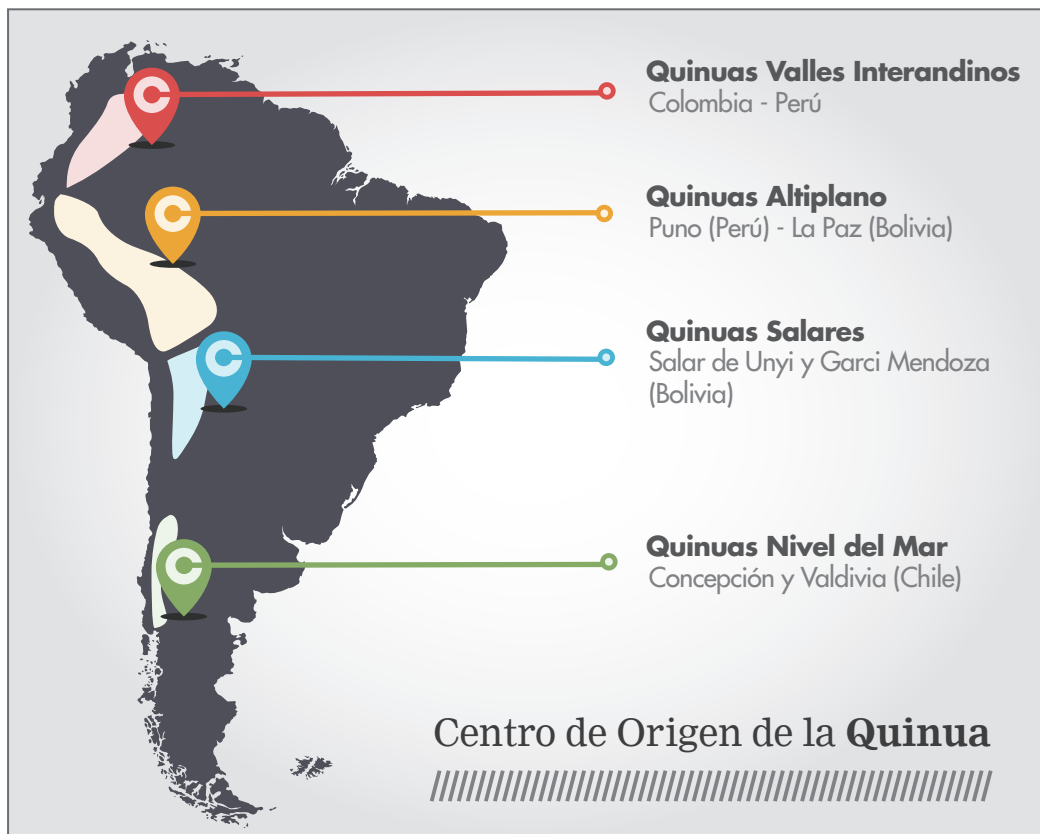 Quinuas Valles Interandinos
Colombia - Perú
Quinuas Altiplano
Puno (Perú) - La Paz (Bolivia)
Quinuas Salares
Salar de Unyi y Garci Mendoza
(Bolivia)
Quinuas Nivel del Mar
Concepción y Valdivia (Chile)
Centro de Origen de la Quinua